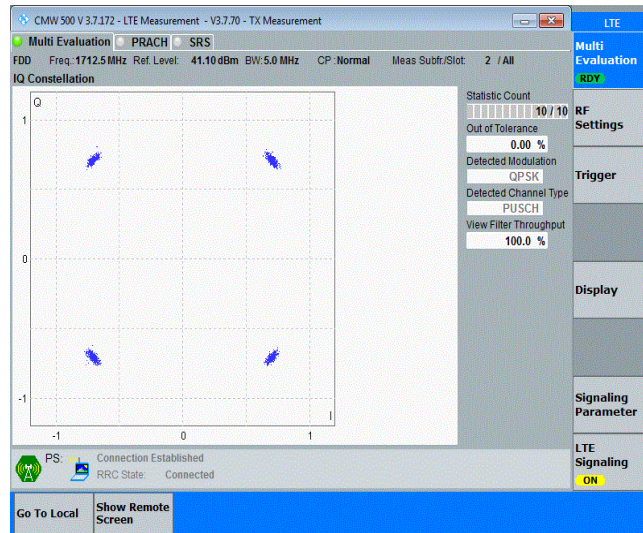 CMW 500 V 3.7.172 - LTE Measurement - V3.7.70 - TX Measurement
LTE
Multi Evaluation PRACH SRS
FDD Freq.:1712.5 MHz Ref. Level: 41.10 dBm BW:5.0 MHz CP :Normal Meas Subfr./Slot: 2 / All
IQ Constellation
Q
1
0
-1
-1 0 1
I
Statistic Count
10 / 10
Out of Tolerance
0.00 %
Detected Modulation
QPSK
Detected Channel Type
PUSCH
View Filter Throughput
100.0 %
PS: Connection Established
RRC State: Connected
Multi
Evaluation
RDY
RF
Settings
Trigger
Display
Signaling
Parameter
LTE
Signaling
ON
Go To Local
Show Remote
Screen